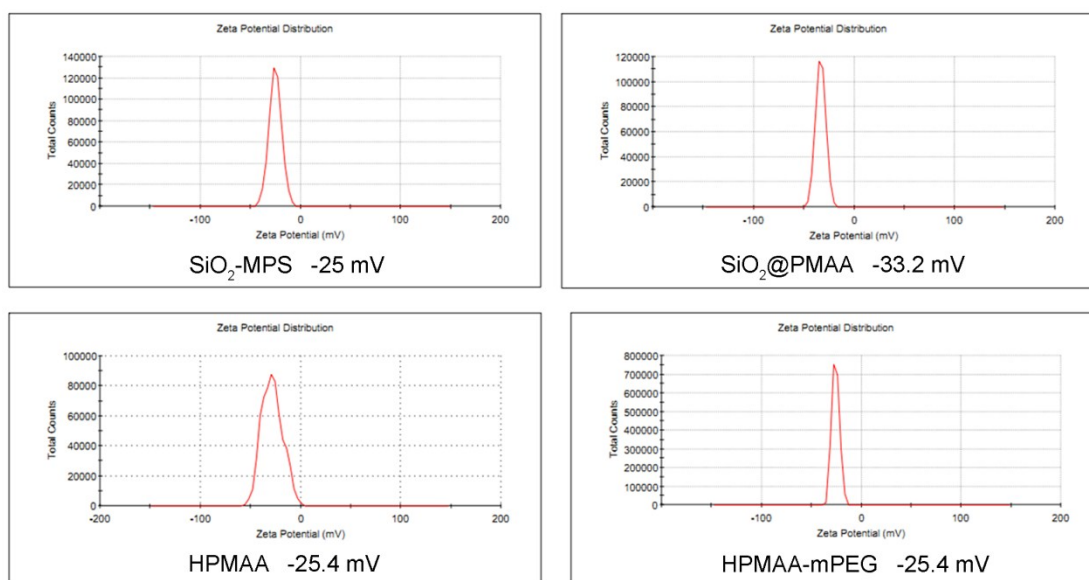 Zeta Potential Distribution
Total Counts
140000
120000
100000
80000
60000
40000
20000
0
-100 0 100 200
Zeta Potential (mV)
SiO₂-MPS -25 mV
Zeta Potential Distribution
Total Counts
120000
100000
80000
60000
40000
20000
0
-100 0 100 200
Zeta Potential (mV)
SiO₂@PMAA -33.2 mV
Zeta Potential Distribution
Total Counts
100000
80000
60000
40000
20000
0
-200 -100 0 100 200
Zeta Potential (mV)
HPMAA -25.4 mV
Zeta Potential Distribution
Total Counts
800000
700000
600000
500000
400000
300000
200000
100000
0
-100 0 100 200
Zeta Potential (mV)
HPMAA-mPEG -25.4 mV